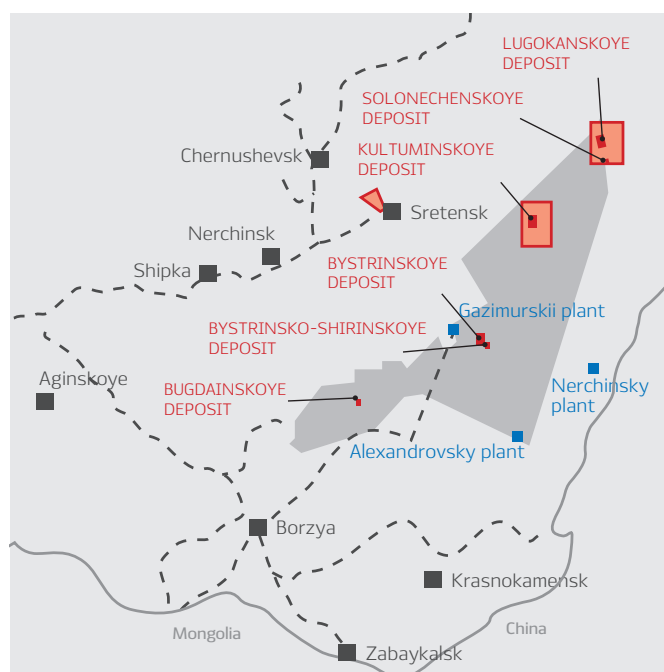 LUGOKANSKOYE
DEPOSIT
SOLONECHENSKOYE
DEPOSIT
KULTUMINSKOYE
DEPOSIT
Chernushevsk
Sretensk
Nerchinsk
Shipka
BYSTRINSKOYE
DEPOSIT
Gazimurskii plant
BYSTRINSKO-SHIRINSKOYE
DEPOSIT
Aginskoye
Nerchinsky
plant
BUGDAINSKOYE
DEPOSIT
Alexandrovsky plant
Borzya
Krasnokamensk
Mongolia
China
Zabaykalsk